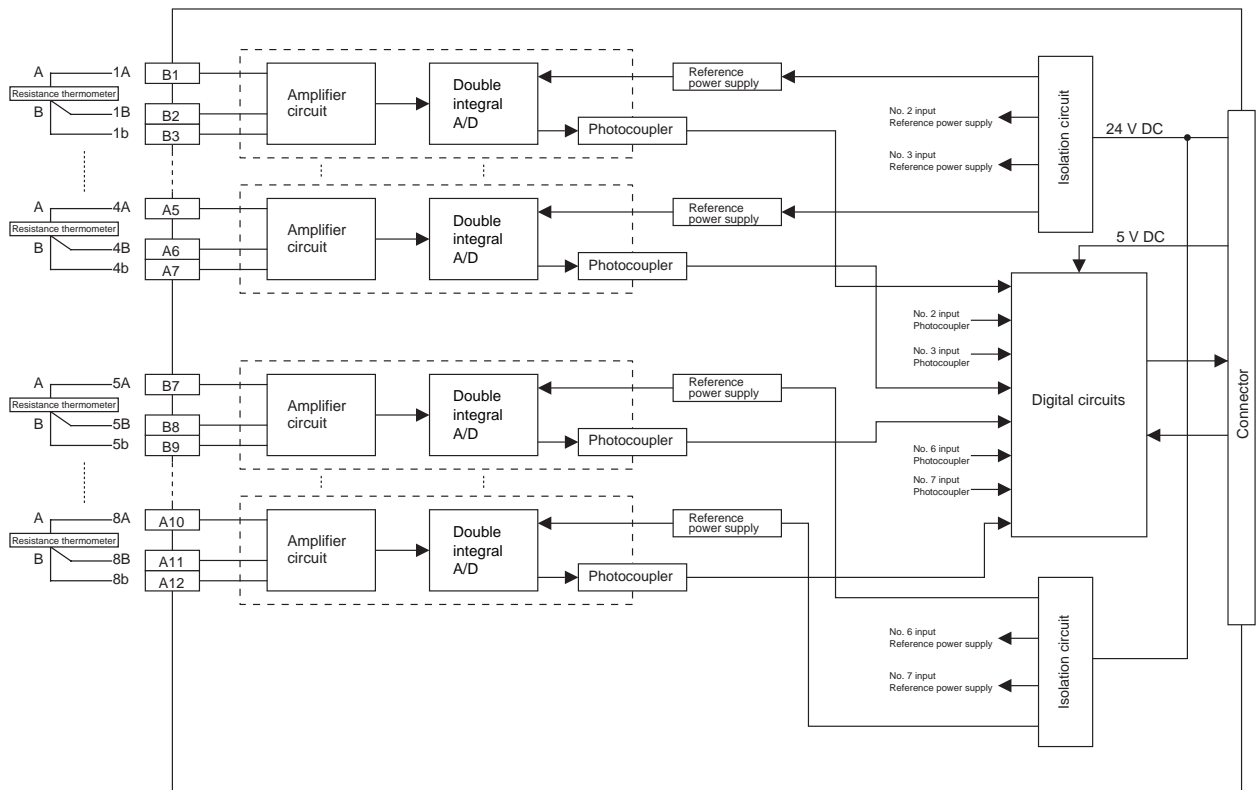 A
1A
B1
Resistance thermometer
B
1B
B2
1b
B3
Amplifier
circuit
Double
integral
A/D
Photocoupler
Reference
power supply
No. 2 input
Reference power supply
No. 3 input
Reference power supply
Isolation circuit
24 V DC
A
4A
A5
Resistance thermometer
B
4B
A6
4b
A7
Amplifier
circuit
Double
integral
A/D
Photocoupler
Reference
power supply
5 V DC
No. 2 input
Photocoupler
No. 3 input
Photocoupler
Digital circuits
Connector
A
5A
B7
Resistance thermometer
B
5B
B8
5b
B9
Amplifier
circuit
Double
integral
A/D
Photocoupler
Reference
power supply
No. 6 input
Photocoupler
No. 7 input
Photocoupler
A
8A
A10
Resistance thermometer
B
8B
A11
8b
A12
Amplifier
circuit
Double
integral
A/D
Photocoupler
Reference
power supply
No. 6 input
Reference power supply
No. 7 input
Reference power supply
Isolation circuit